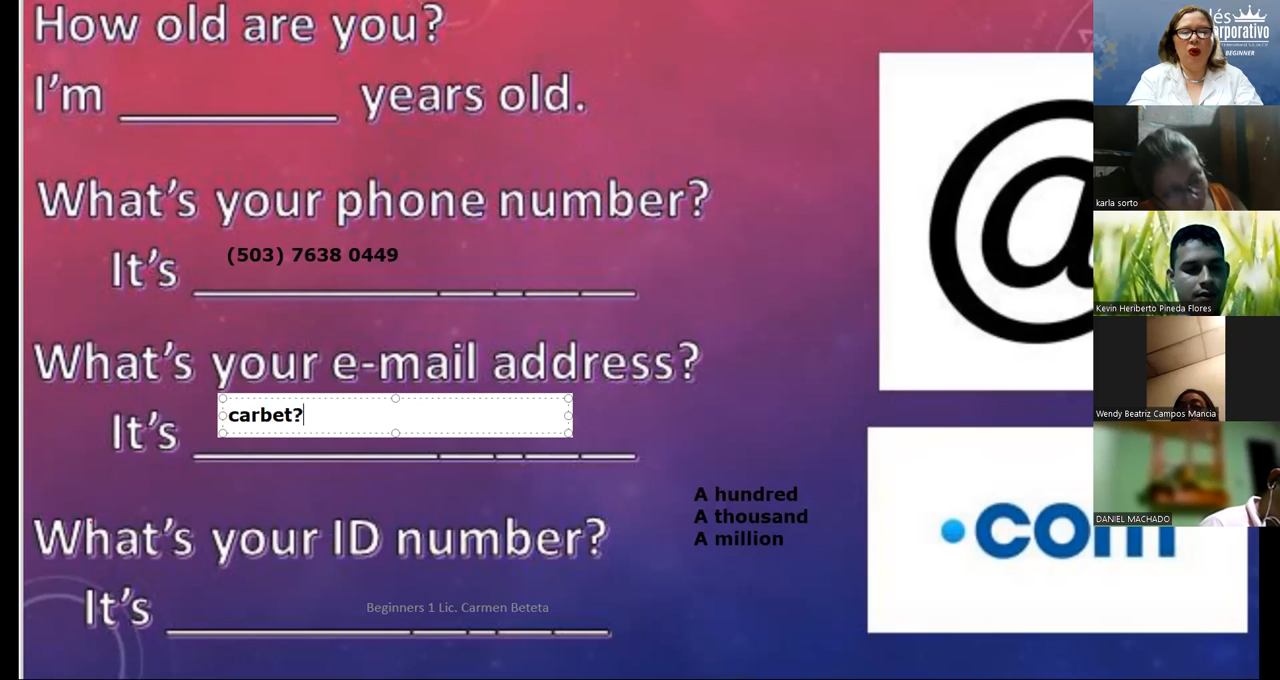 How old are you?
I'm __________ years old.
What's your phone number?
It's (503) 7638 0449
What's your e-mail address?
It's carbet?
What's your ID number?
It's ____________________
A hundred
A thousand
A million
Beginners 1 Lic. Carmen Beteta
@
.com
BEGINNER
karla sorto
Kevin Heriberto Pineda Flores
Wendy Beatriz Campos Mancia
DANIEL MACHADO